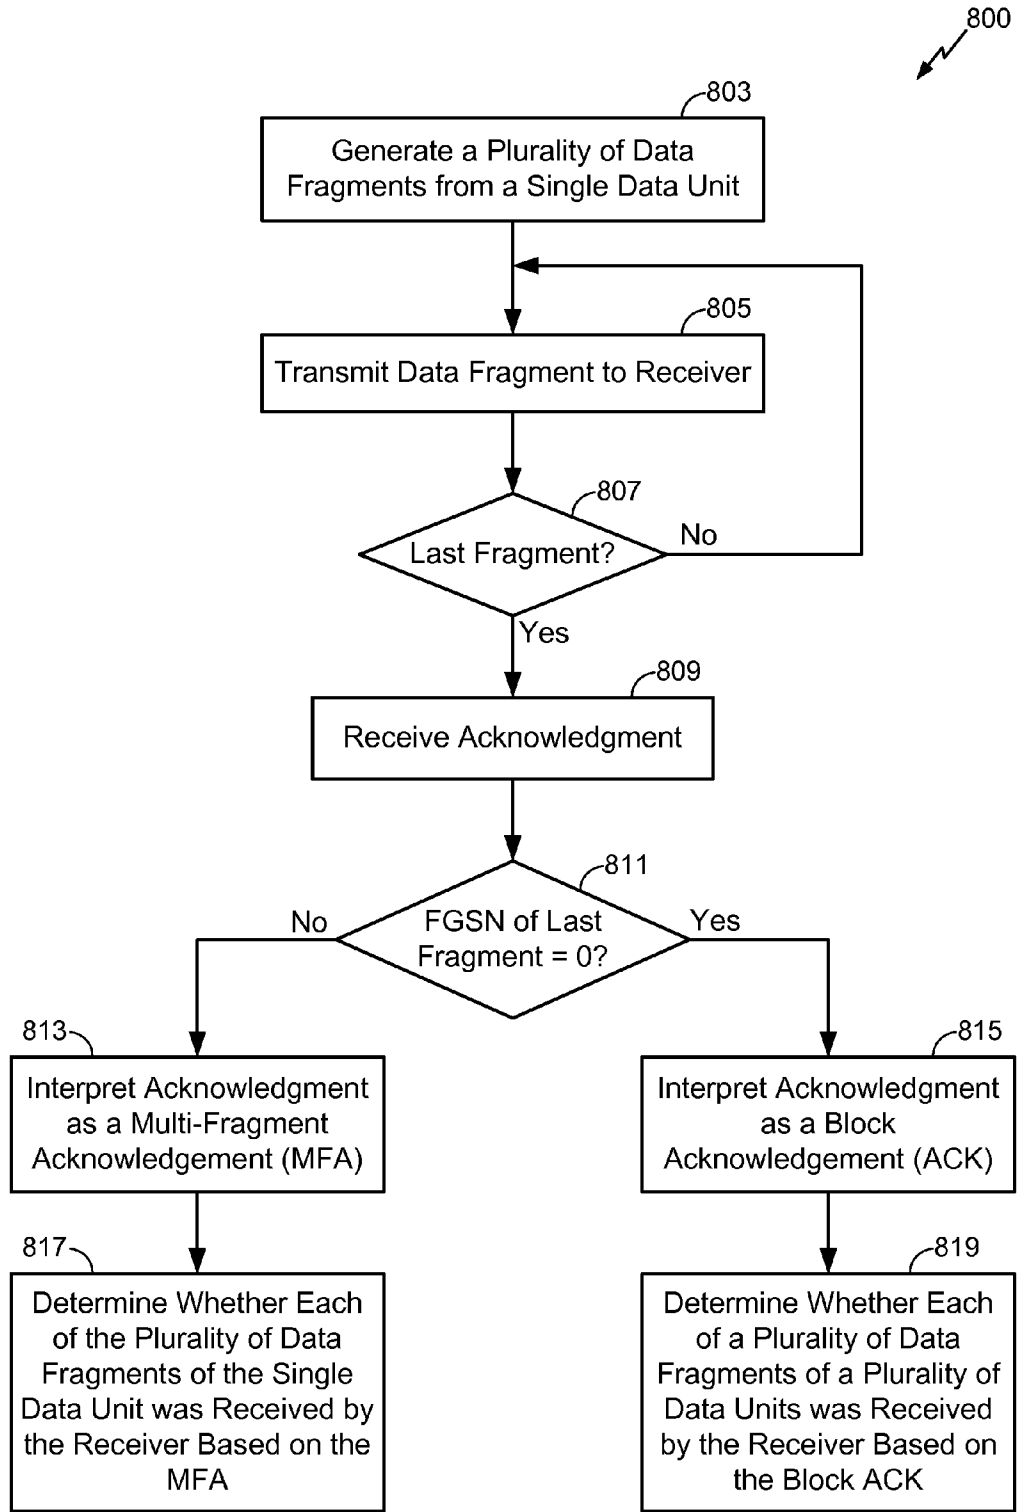 800
803
Generate a Plurality of Data
Fragments from a Single Data Unit
805
Transmit Data Fragment to Receiver
807
Last Fragment?
No
Yes
809
Receive Acknowledgment
811
FGSN of Last
Fragment = 0?
No
Yes
813
Interpret Acknowledgment
as a Multi-Fragment
Acknowledgement (MFA)
815
Interpret Acknowledgment
as a Block
Acknowledgement (ACK)
817
Determine Whether Each
of the Plurality of Data
Fragments of the Single
Data Unit was Received by
the Receiver Based on the
MFA
819
Determine Whether Each
of a Plurality of Data
Fragments of a Plurality of
Data Units was Received
by the Receiver Based on
the Block ACK